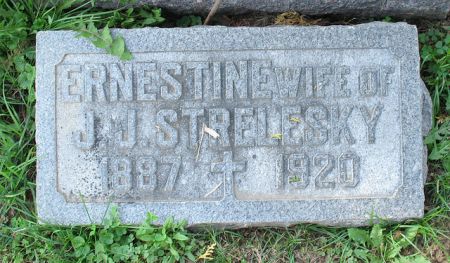 ERNESTINE WIFE OF
J. J. STRELESKY
1887 1920